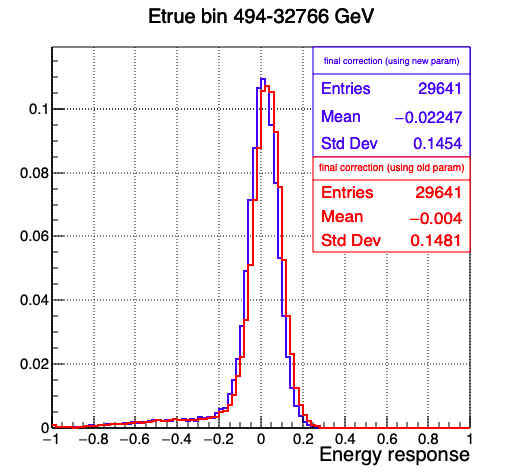 Etrue bin 494-32766 GeV
final correction (using new param)
Entries 29641
Mean −0.02247
Std Dev 0.1454
final correction (using old param)
Entries 29641
Mean −0.004
Std Dev 0.1481
0.1
0.08
0.06
0.04
0.02
0
−1 −0.8 −0.6 −0.4 −0.2 0 0.2 0.4 0.6 0.8 1
Energy response